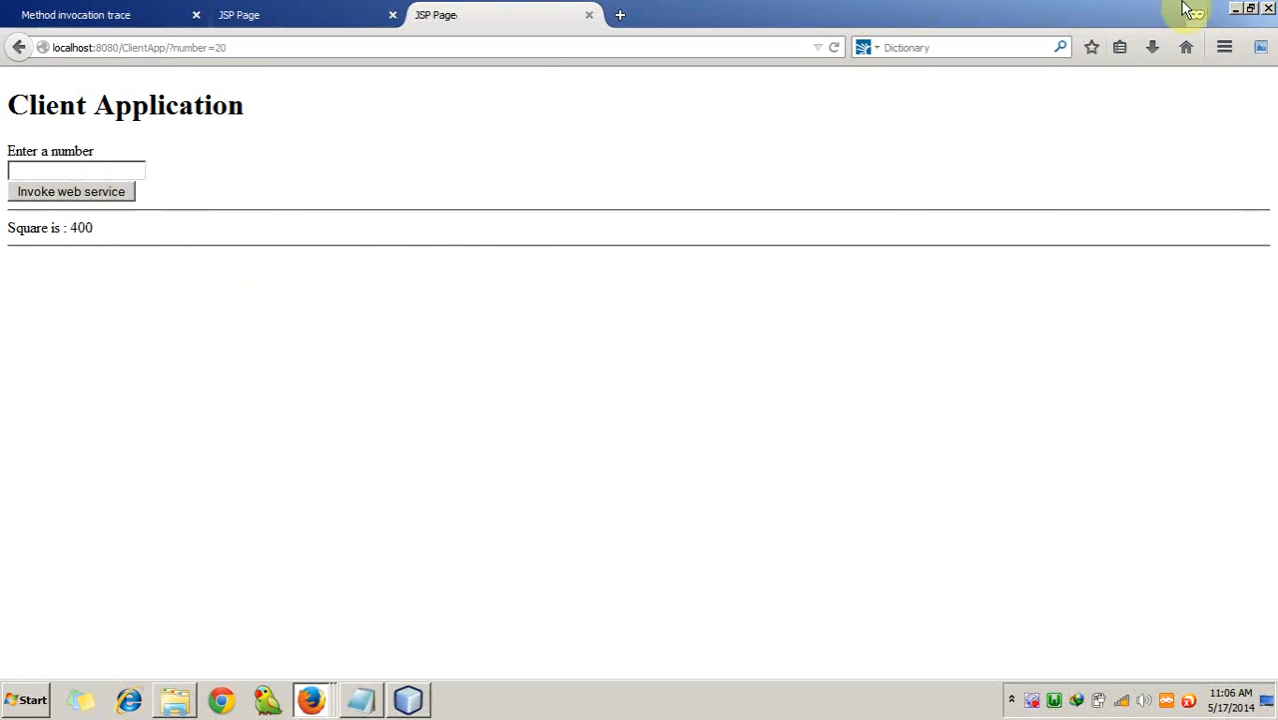 Method invocation trace
JSP Page
JSP Page
localhost:8080/ClientApp/?number=20
Dictionary
Client Application
Enter a number
Invoke web service
Square is : 400
Start
11:06 AM
5/17/2014